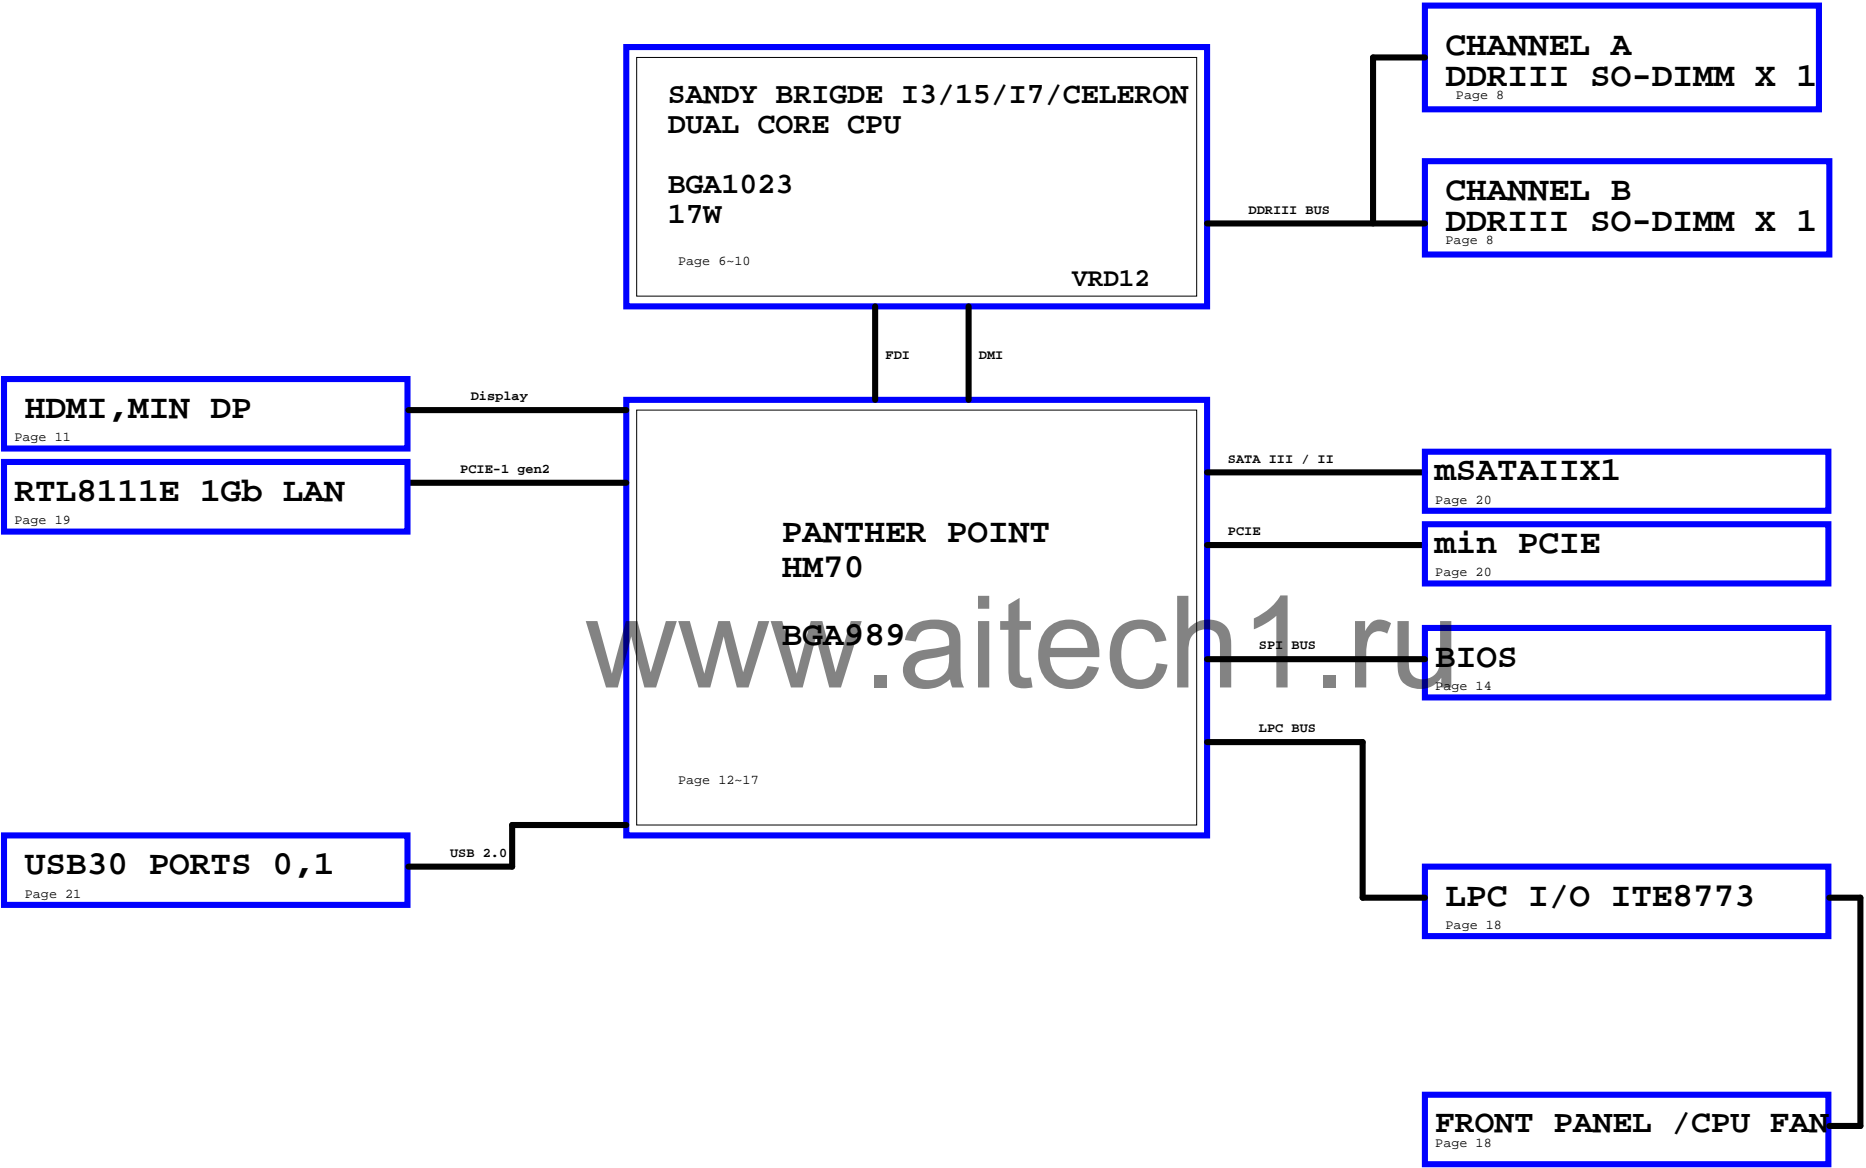 CHANNEL A
DDRIII SO-DIMM X 1
Page 8
SANDY BRIGDE I3/15/I7/CELERON
DUAL CORE CPU
BGA1023
17W
Page 6~10
VRD12
DDRIII BUS
CHANNEL B
DDRIII SO-DIMM X 1
Page 8
FDI
DMI
HDMI,MIN DP
Page 11
Display
RTL8111E 1Gb LAN
Page 19
PCIE-1 gen2
PANTHER POINT
HM70
BGA989
Page 12~17
SATA III / II
mSATAIIX1
Page 20
PCIE
min PCIE
Page 20
www.aitech1.ru
SPI BUS
BIOS
Page 14
LPC BUS
USB30 PORTS 0,1
Page 21
USB 2.0
LPC I/O ITE8773
Page 18
FRONT PANEL /CPU FAN
Page 18